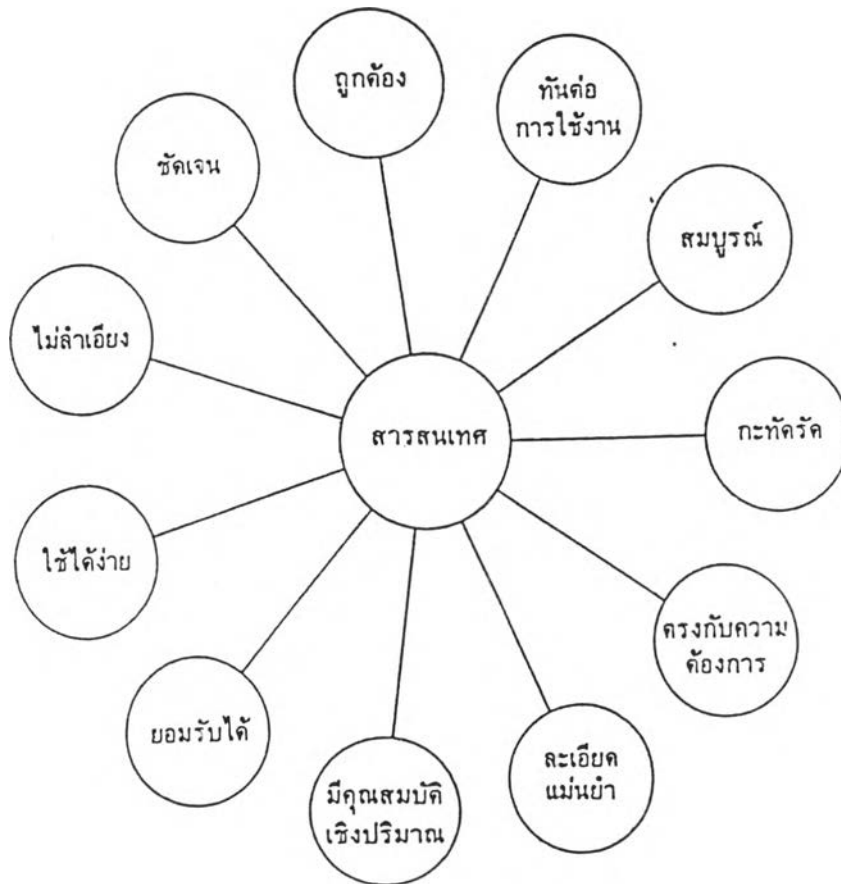 ถูกต้อง
ทันต่อ
การใช้งาน
ชัดเจน
สมบูรณ์
ไม่ลำเอียง
สารสนเทศ
กะทัดรัด
ใช้ได้ง่าย
ตรงกับความ
ต้องการ
ยอมรับได้
ละเอียด
แม่นยำ
มีคุณสมบัติ
เชิงปริมาณ